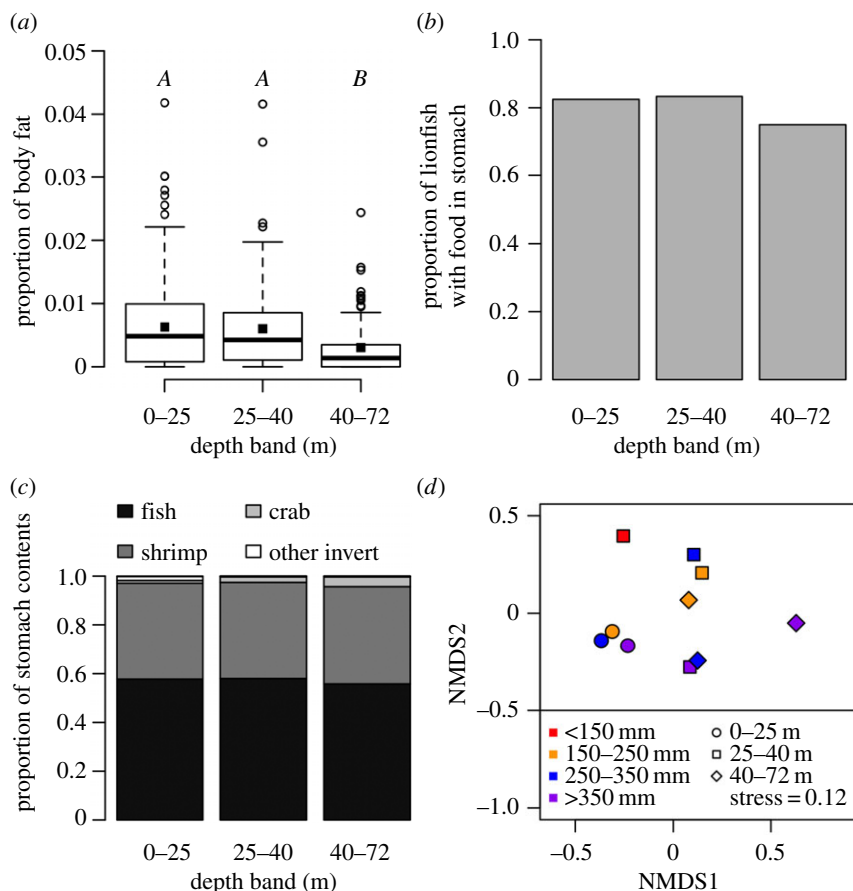 (a)
0.05
0.04
0.03
0.02
0.01
0
proportion of body fat
A A B
0–25 25–40 40–72
depth band (m)
(b)
1.0
0.8
0.6
0.4
0.2
0
proportion of lionfish
with food in stomach
0–25 25–40 40–72
depth band (m)
(c)
fish crab
shrimp other invert
1.0
0.8
0.6
0.4
0.2
0
proportion of stomach contents
0–25 25–40 40–72
depth band (m)
(d)
0.5
0
–0.5
–1.0
NMDS2
<150 mm 0–25 m
150–250 mm 25–40 m
250–350 mm 40–72 m
>350 mm stress = 0.12
–0.5 0 0.5
NMDS1